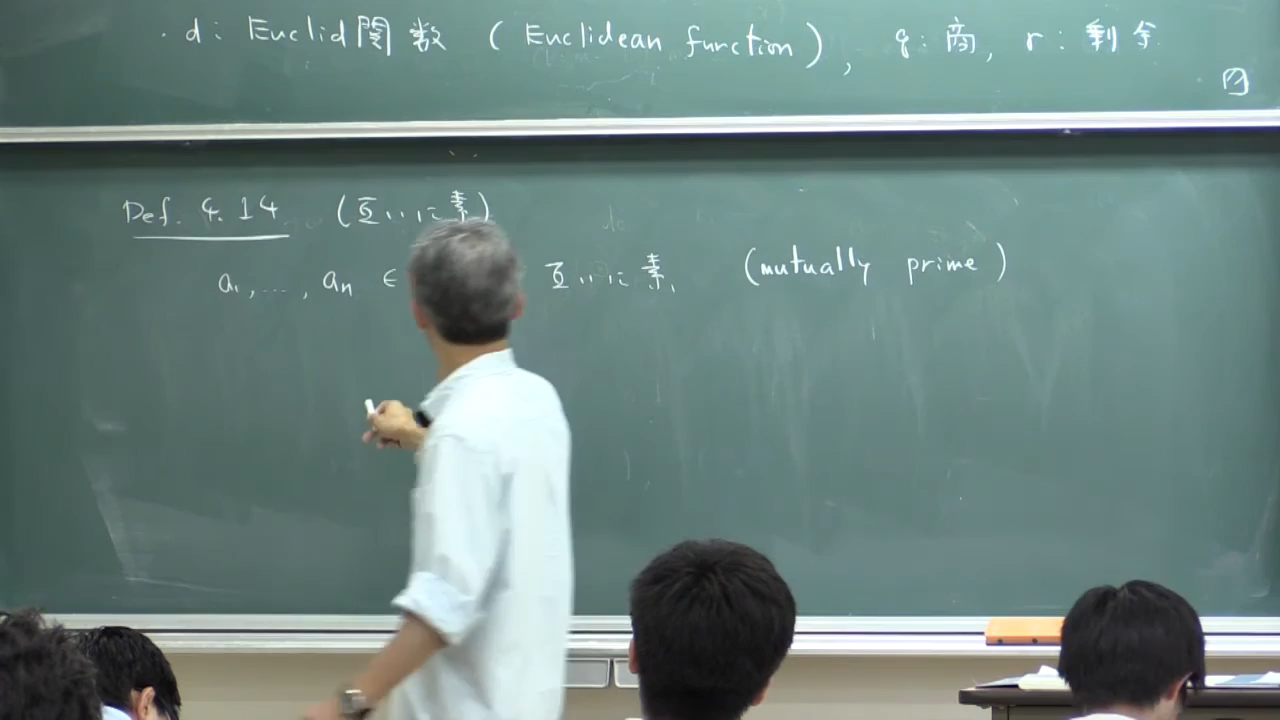 ・d: Euclid関数 (Euclidean function), q: 商, r: 剰余
Def. 4.14 (互いに素)
a₁, ..., aₙ ∈ 互いに素 (mutually prime)